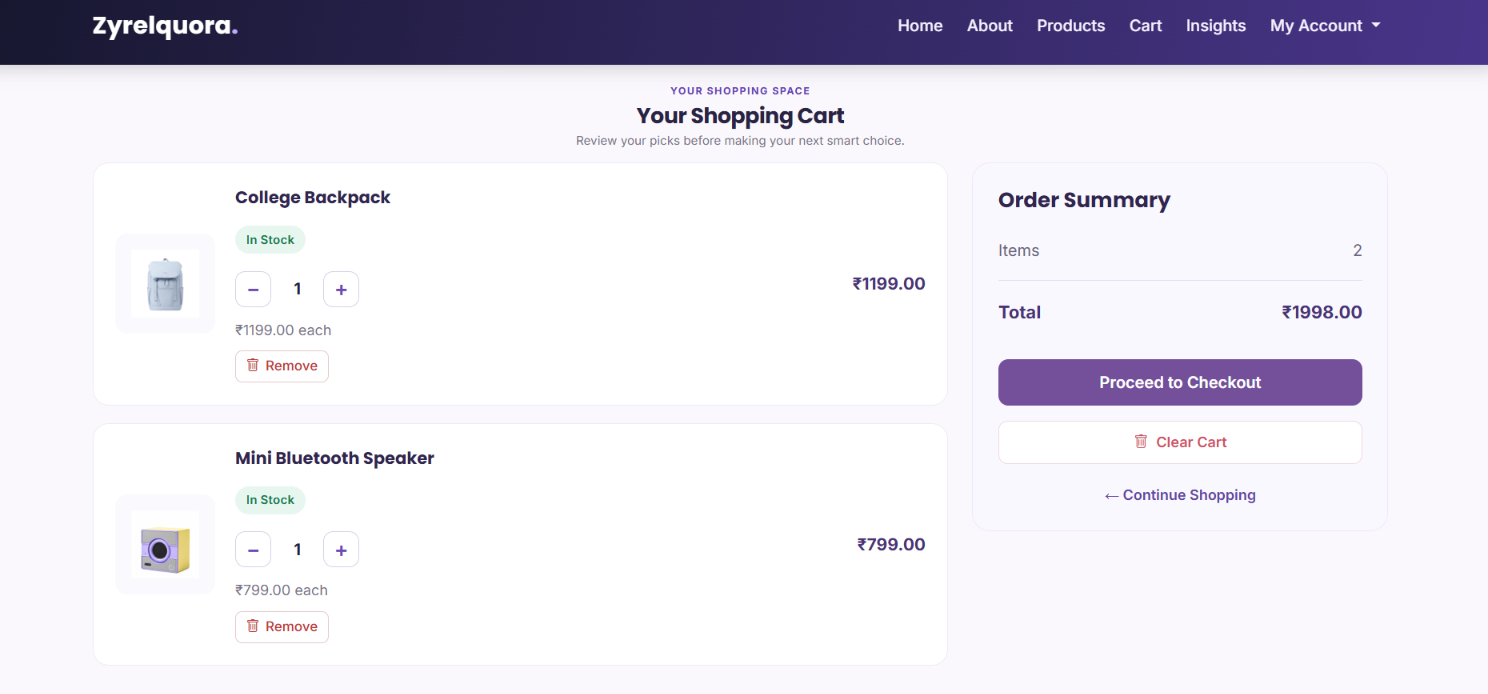 Zyrelquora.
Home About Products Cart Insights My Account
YOUR SHOPPING SPACE
Your Shopping Cart
Review your picks before making your next smart choice.
College Backpack
In Stock
− 1 +
₹1199.00
₹1199.00 each
Remove
Mini Bluetooth Speaker
In Stock
− 1 +
₹799.00
₹799.00 each
Remove
Order Summary
Items 2
Total ₹1998.00
Proceed to Checkout
Clear Cart
← Continue Shopping